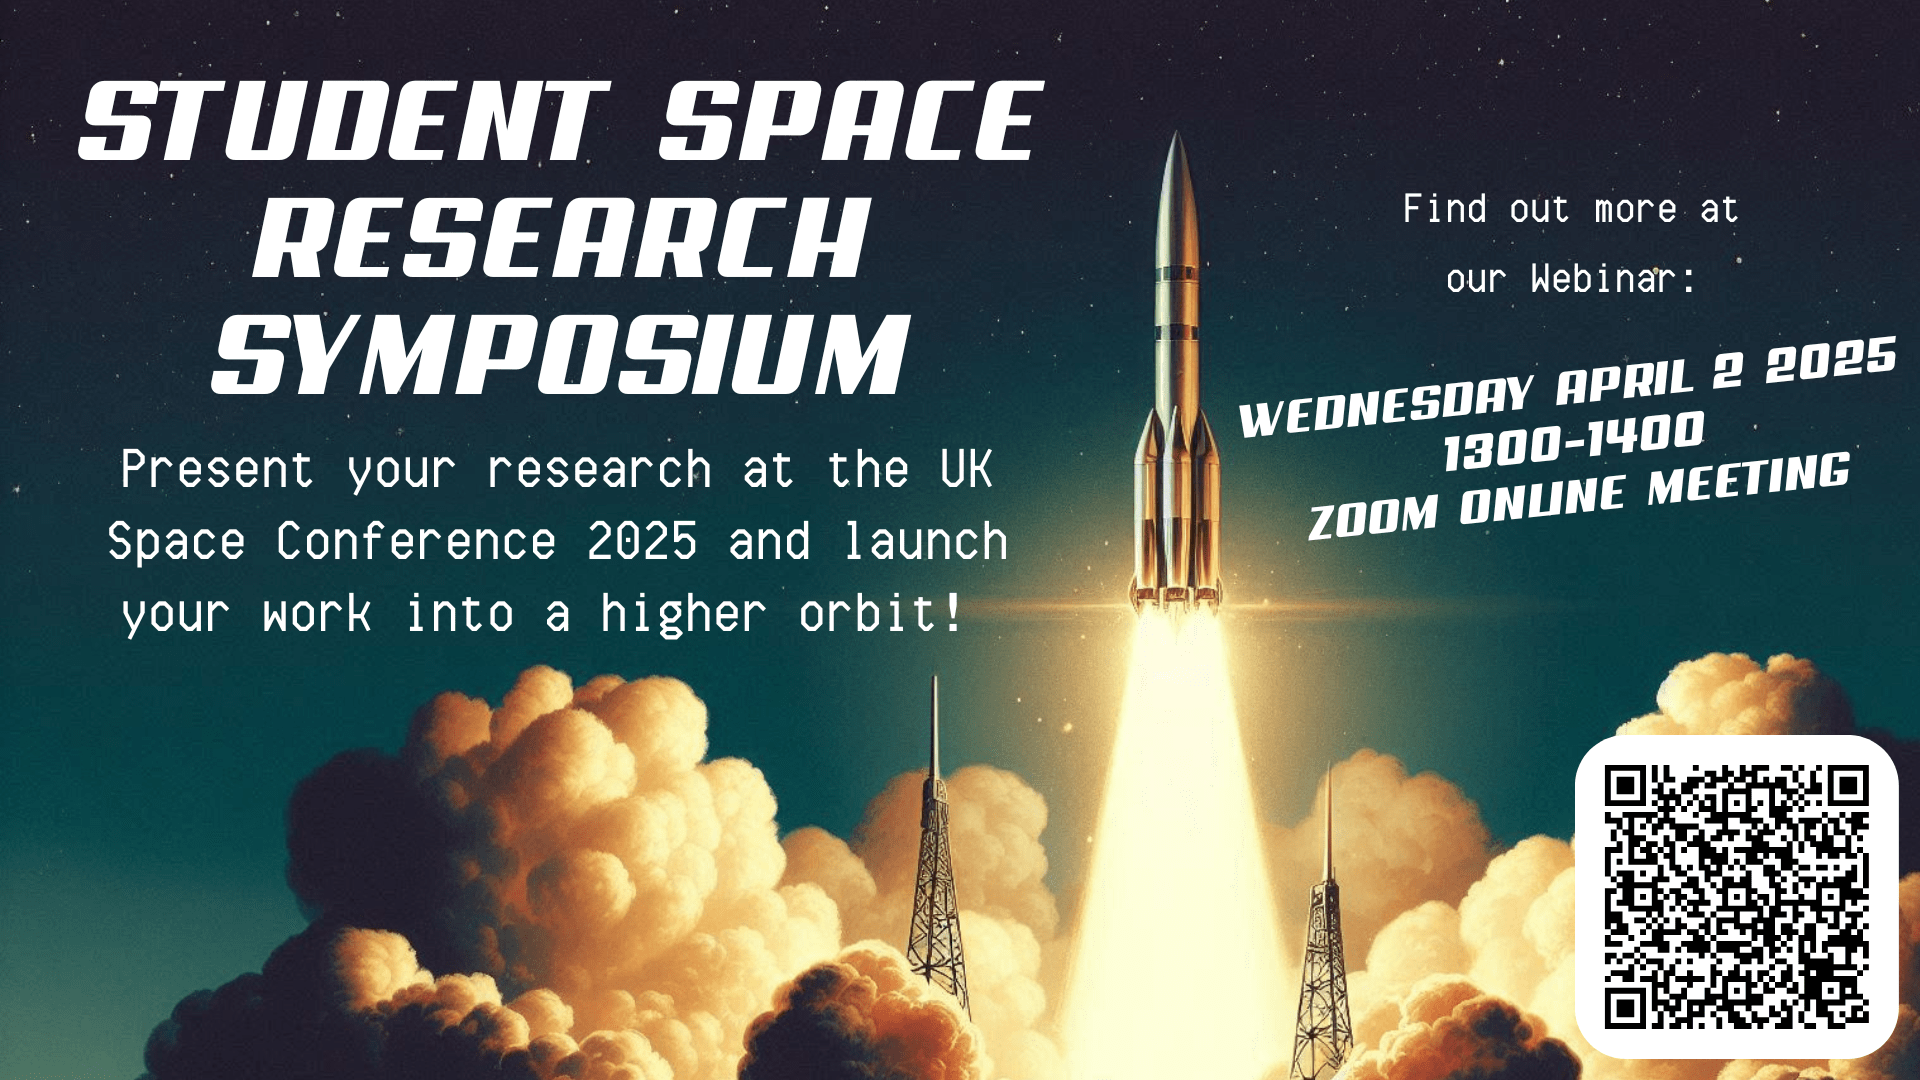 STUDENT SPACE
RESEARCH
SYMPOSIUM
Present your research at the UK
Space Conference 2025 and launch
your work into a higher orbit!
Find out more at
our Webinar:
WEDNESDAY APRIL 2 2025
1300-1400
ZOOM ONLINE MEETING